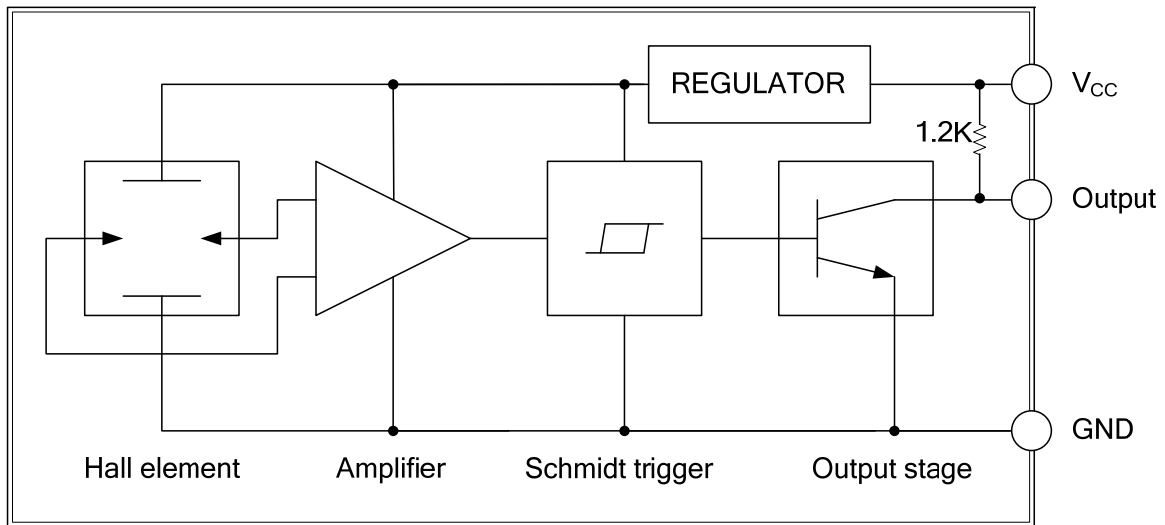 REGULATOR
VCC
1.2K
Output
GND
Hall element
Amplifier
Schmidt trigger
Output stage